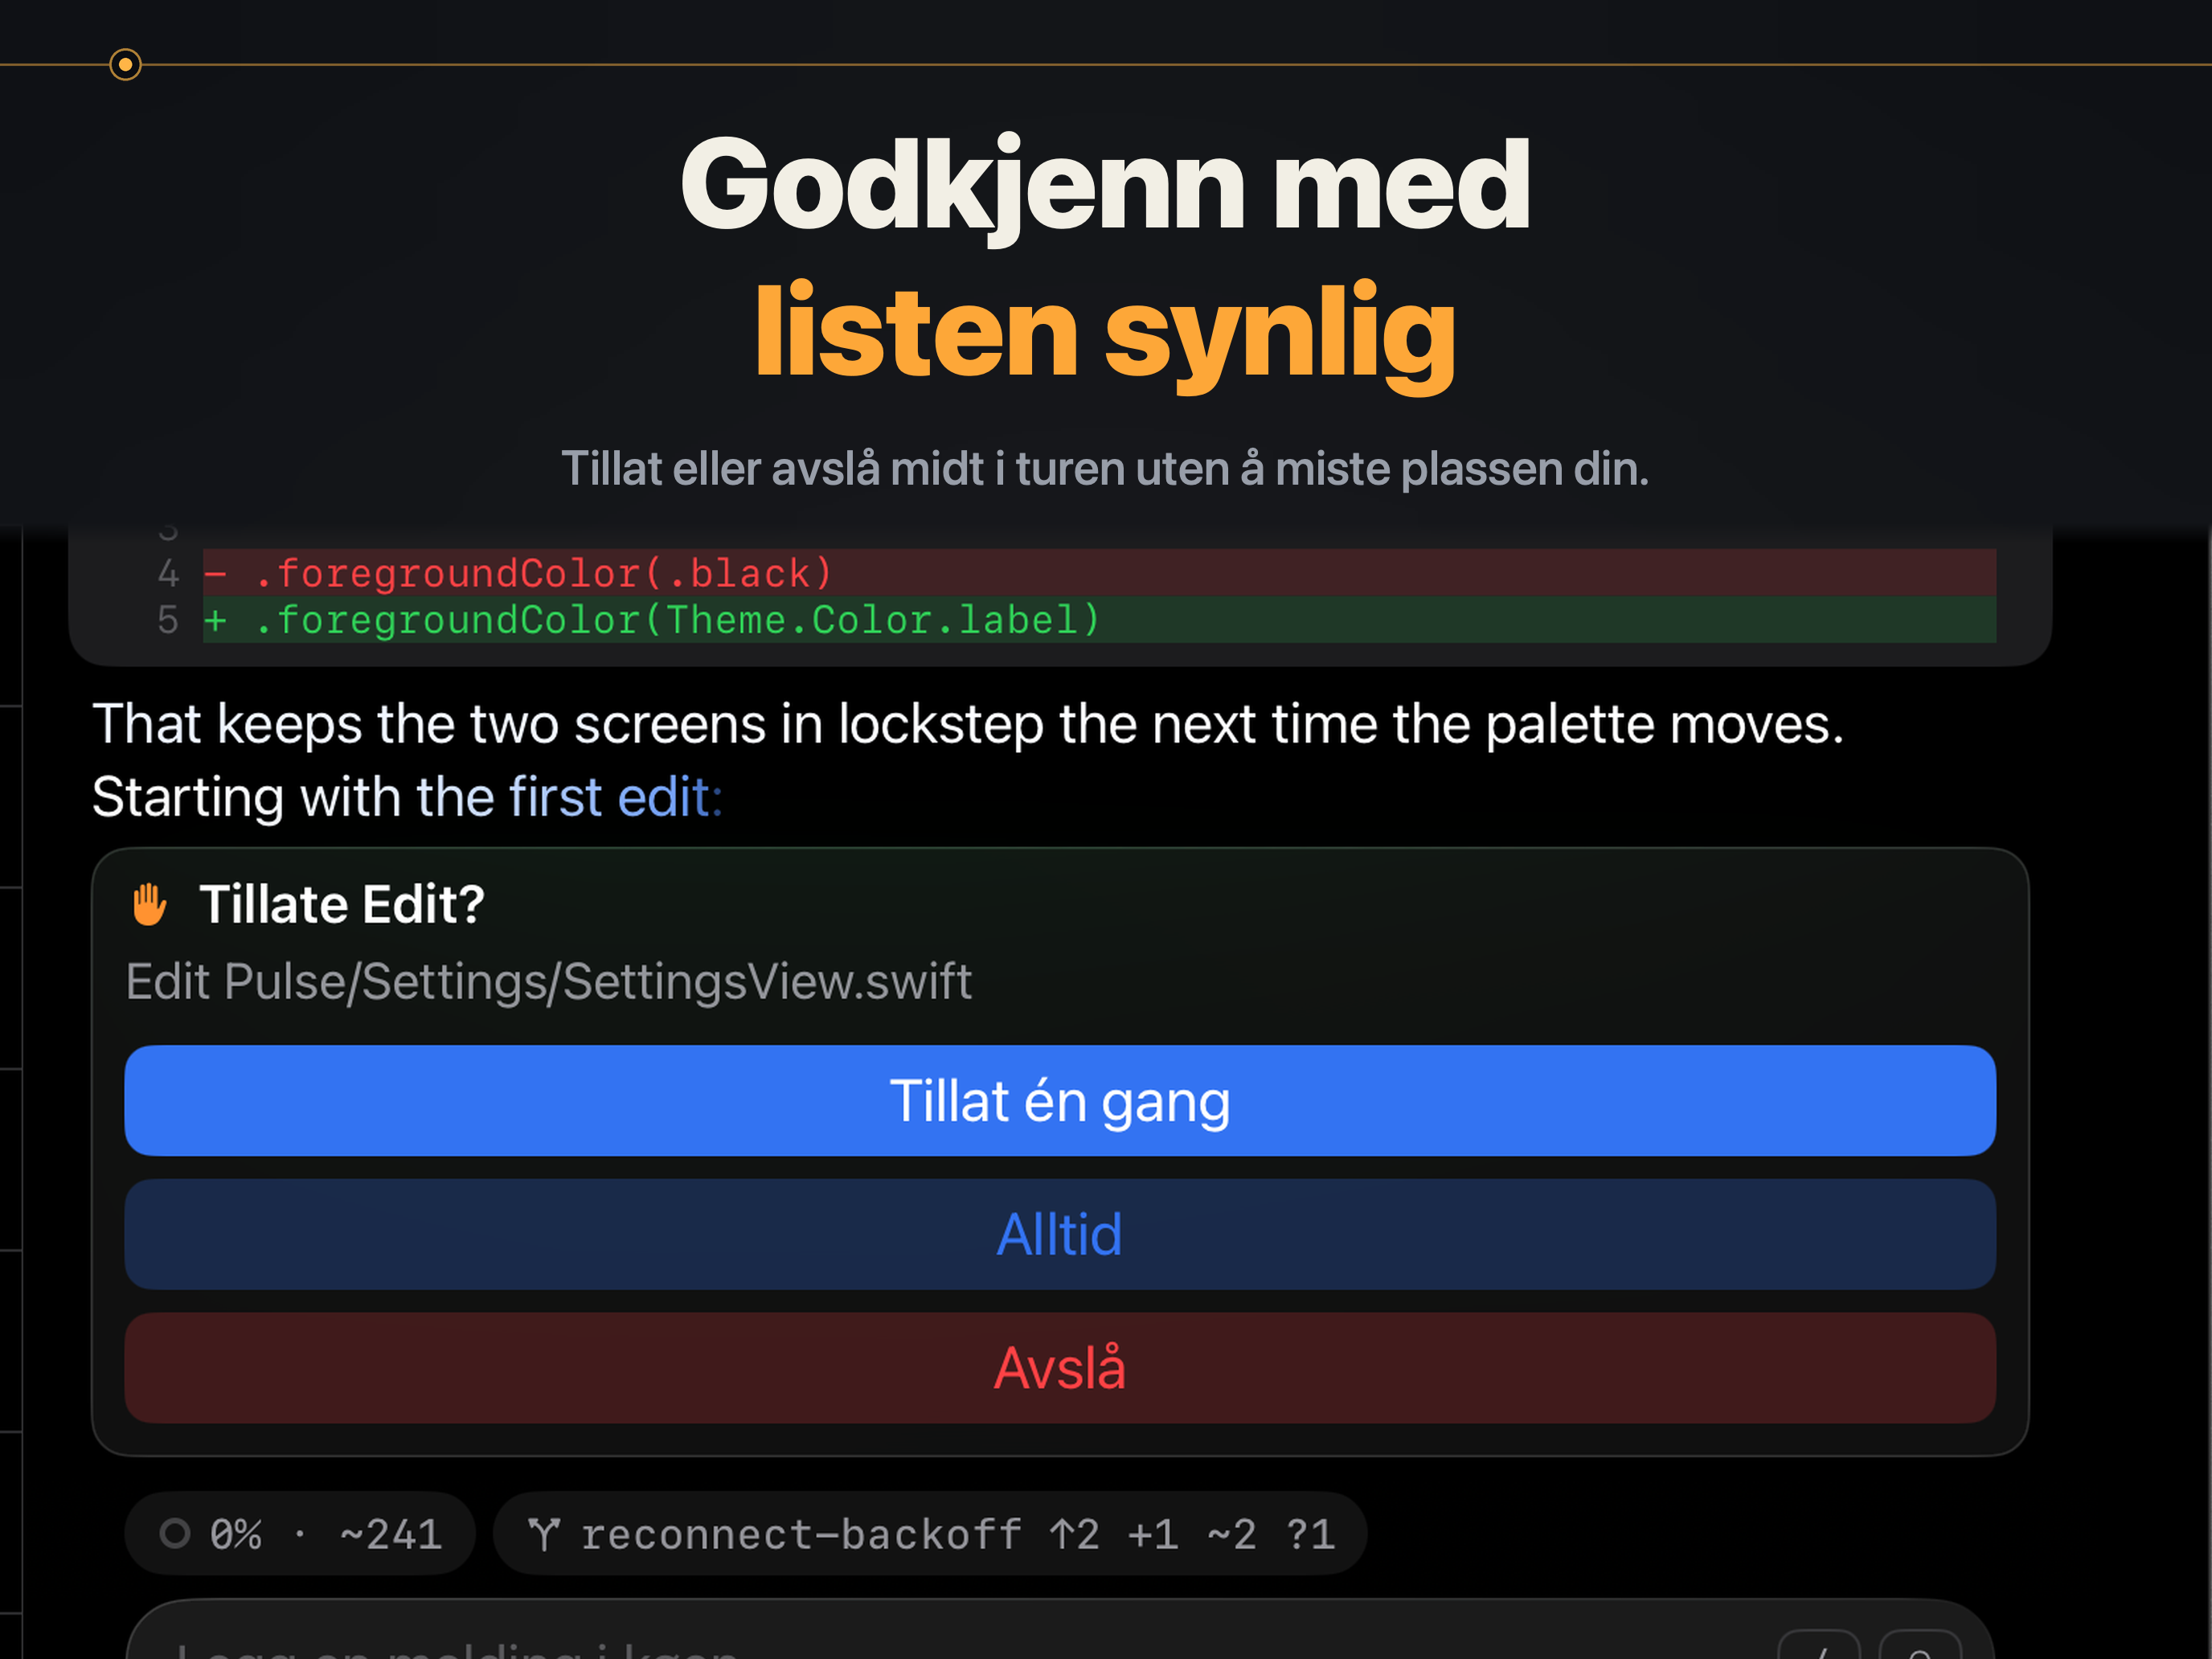 Godkjenn med
listen synlig
Tillat eller avslå midt i turen uten å miste plassen din.
3
4 − .foregroundColor(.black)
5 + .foregroundColor(Theme.Color.label)
That keeps the two screens in lockstep the next time the palette moves.
Starting with the first edit:
Tillate Edit?
Edit Pulse/Settings/SettingsView.swift
Tillat én gang
Alltid
Avslå
0% · ~241
reconnect-backoff ↑2 +1 ~2 ?1